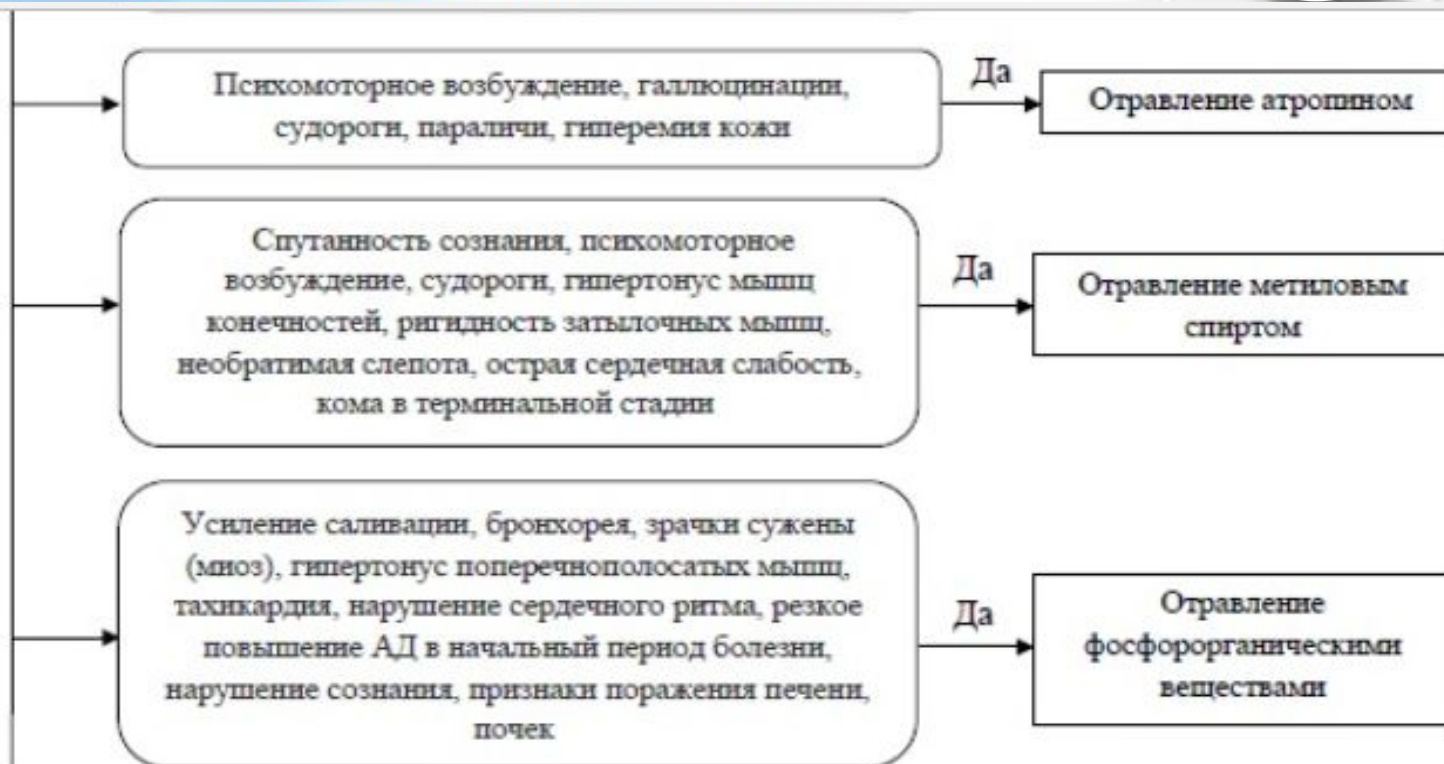 Психомоторное возбуждение, галлюцинации,
судороги, параличи, гиперемия кожи
Да
Отравление атропином
Спутанность сознания, психомоторное
возбуждение, судороги, гипертонус мышц
конечностей, ригидность затылочных мышц,
необратимая слепота, острая сердечная слабость,
кома в терминальной стадии
Да
Отравление метиловым
спиртом
Усиление саливации, бронхорея, зрачки сужены
(миоз), гипертонус поперечнополосатых мышц,
тахикардия, нарушение сердечного ритма, резкое
повышение АД в начальный период болезни,
нарушение сознания, признаки поражения печени,
почек
Да
Отравление
фосфорорганическими
веществами